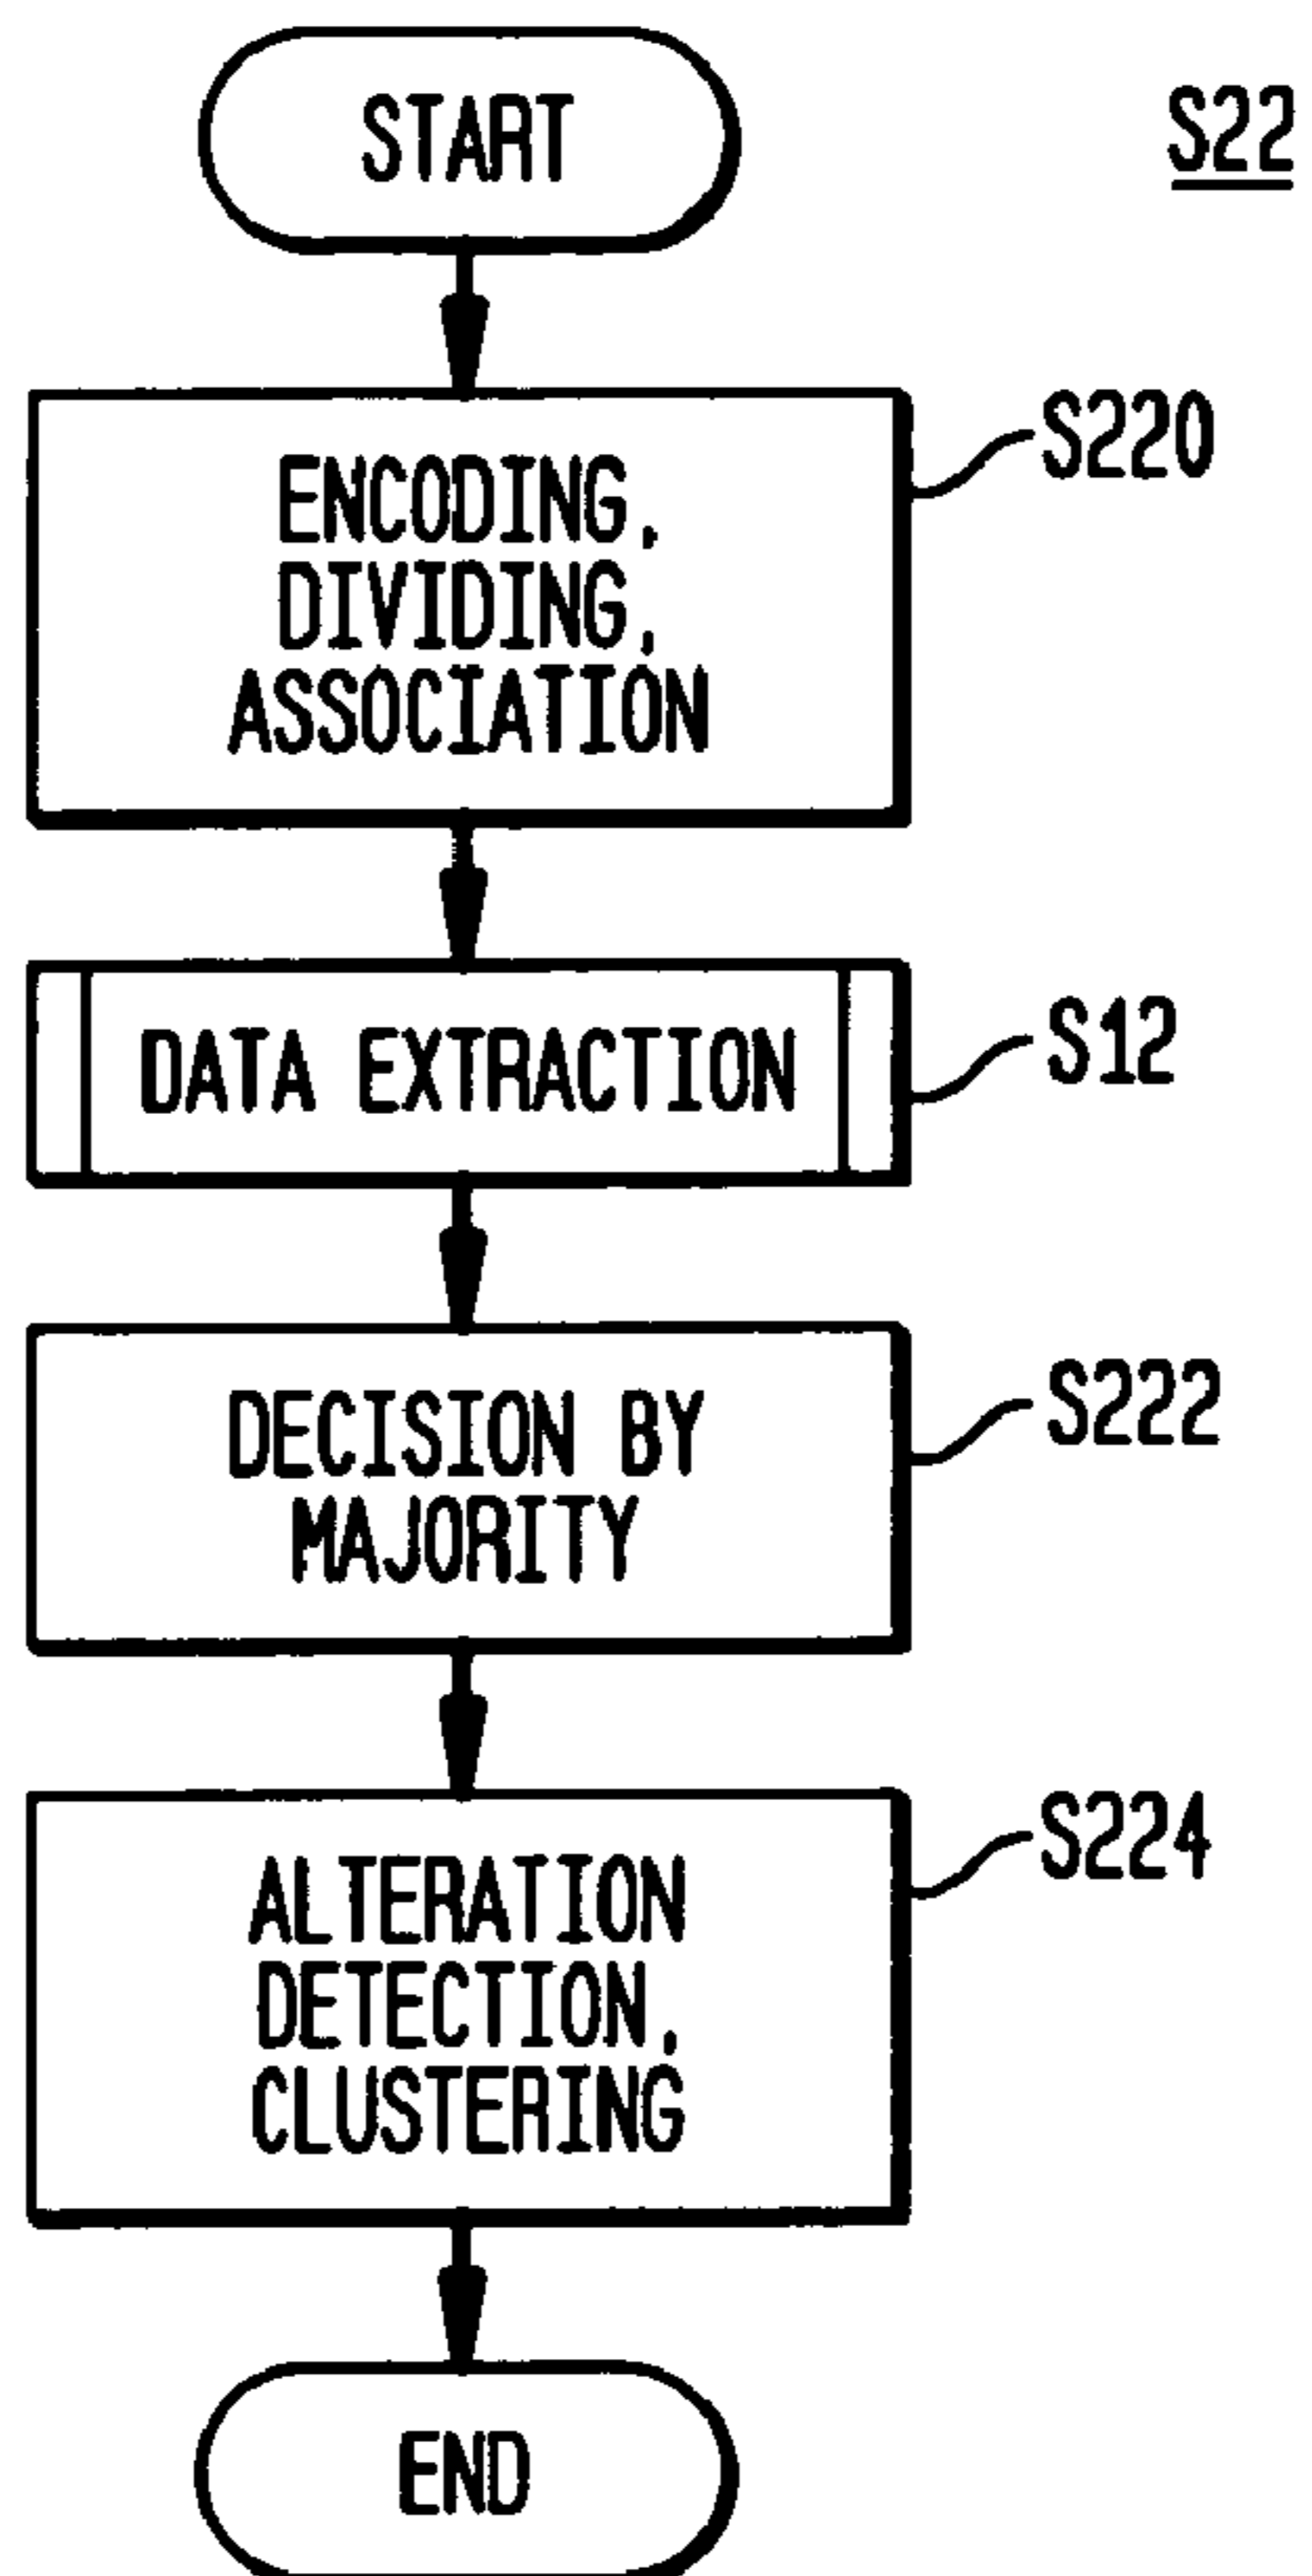 START
S22
ENCODING,
DIVIDING,
ASSOCIATION
S220
DATA EXTRACTION
S12
DECISION BY
MAJORITY
S222
ALTERATION
DETECTION,
CLUSTERING
S224
END